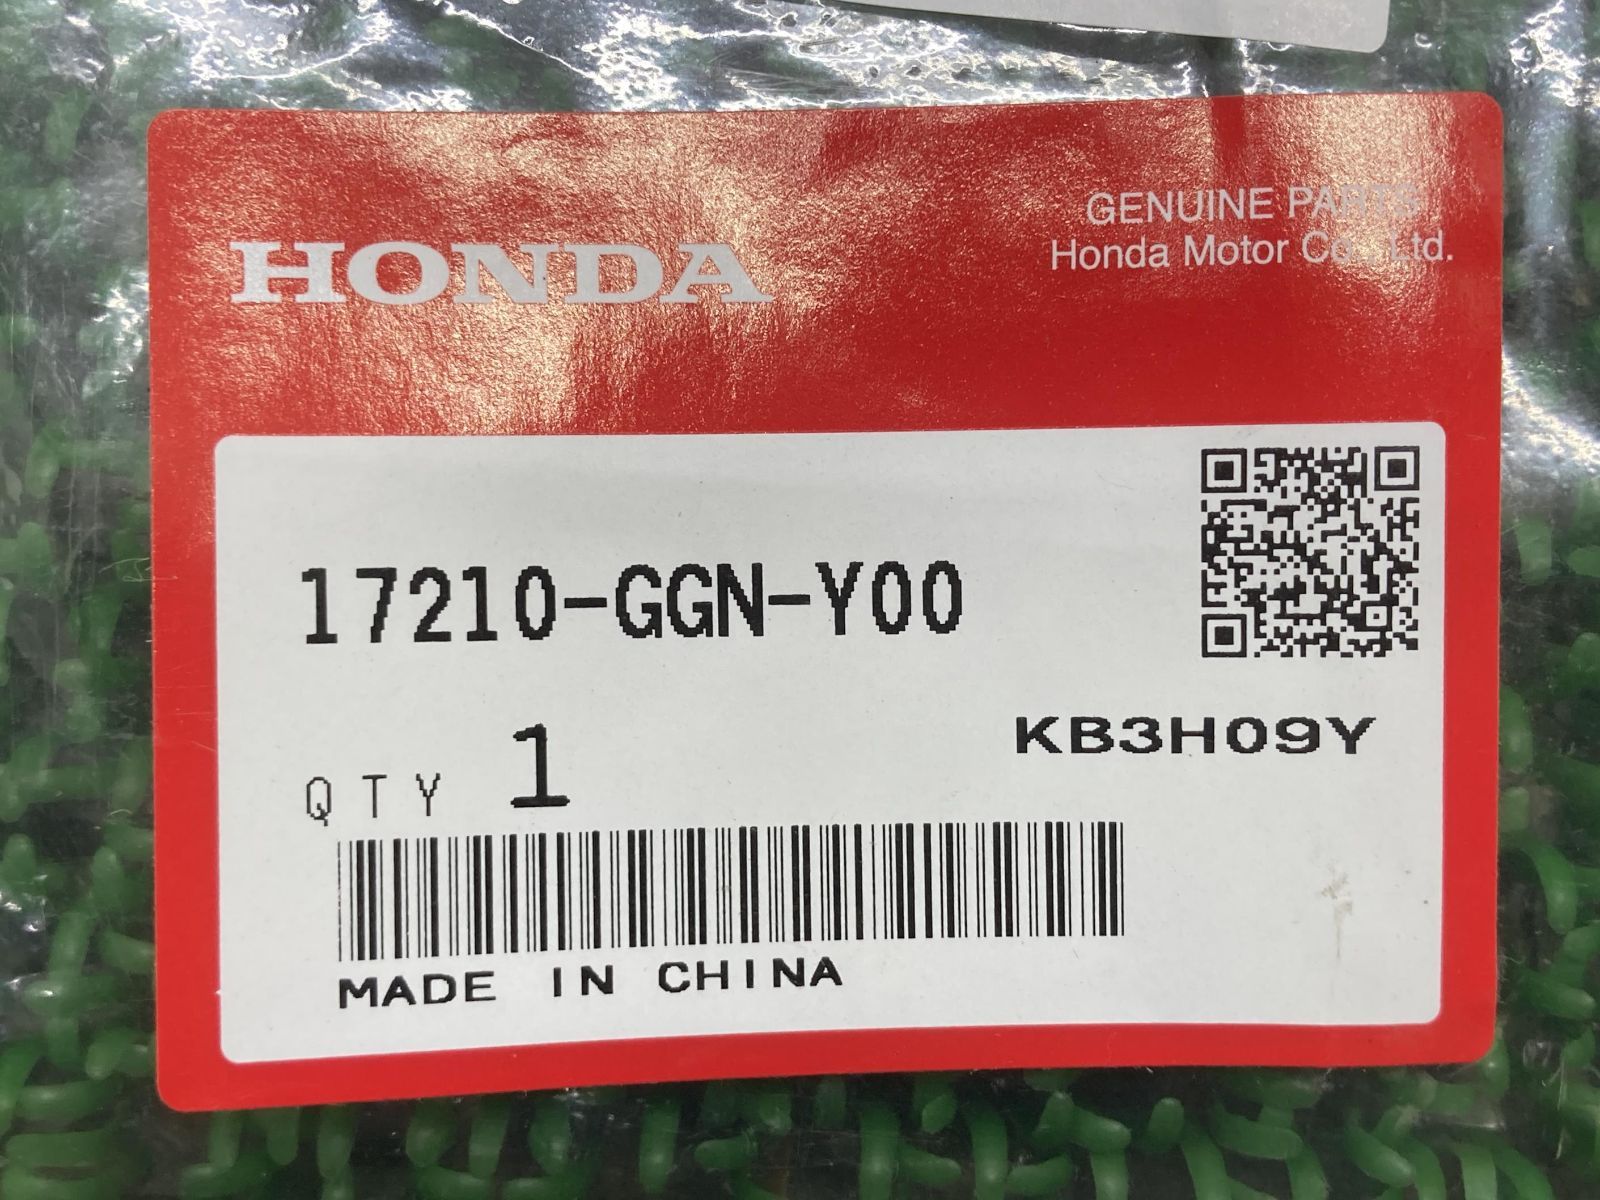 HONDA
GENUINE PARTS
Honda Motor Co., Ltd.
17210-GGN-Y00
KB3H09Y
QTY 1
MADE IN CHINA